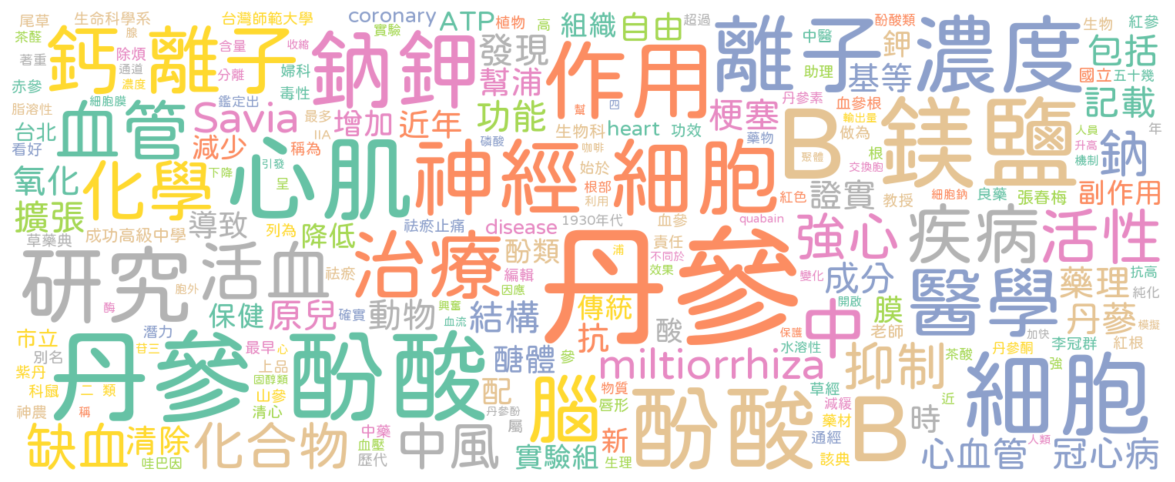 尾草 生命科學系 台灣師範大學 coronary ATP 植物 高 組織 自由 超過 酚酸類 生物 紅參
茶醛 腺 實驗 中醫 鉀 包括
著重 鈣離子 除煩 通道 含量 收縮 鈉鉀 發現 作用 離子濃度 助理 基等 國立 五十幾
赤參 濃度 分離 婦科 幫浦 記載
脂溶性 細胞膜 鑑定出 毒性 功能 幫 四 丹參素 血參根 輸出量
台北 血管 最多 Savia 增加 近年 生物科 heart 功效 梗塞 B 做為 鎂鹽 人員 年
看好 減少 稱為 IIA 磷酸 咖啡 藥物 聚體 根 升高 鈉
氧化 化學 引發 下降 心肌 神經細胞 始於 證實 教授 機制
擴張 呈 根部 利用 紅色 細胞鈉 交換胞 良藥 張春梅 副作用
草藥典 成功高級中學 導致 列為 降低 祛瘀止痛 disease 1930年代 血參 quabain
研究 活血 祛瘀 治療 酚類 編輯 浦 丹參 責任 不同於 強心 疾病 活性
胞外 確實 興奮 因應 效果 變化 成分 抗高
酶 保健 原兒 動物 結構 傳統 膜 開啟 醫學 藥理 純化
市立 潛力 苷三 血流 抗 酸 保護 中 老師 加快 丹蔘 模擬
別名 丹參酚酸 最早 心 醣體 參 水溶性 茶酸 丹參酮 李冠群 紅根
紫丹 上品 miltiorrhiza 抑制 強
科鼠 二 類 固醇類 山參 配 腦 物質 草經 近 細胞
神農 稱 清心 丹參酚 唇形 酚酸 B 減緩 藥材 時
缺血 清除 化合物 中藥 血壓 中風 屬 新 通經 心血管 冠心病
哇巴因 歷代 實驗組 生理 該典 人類